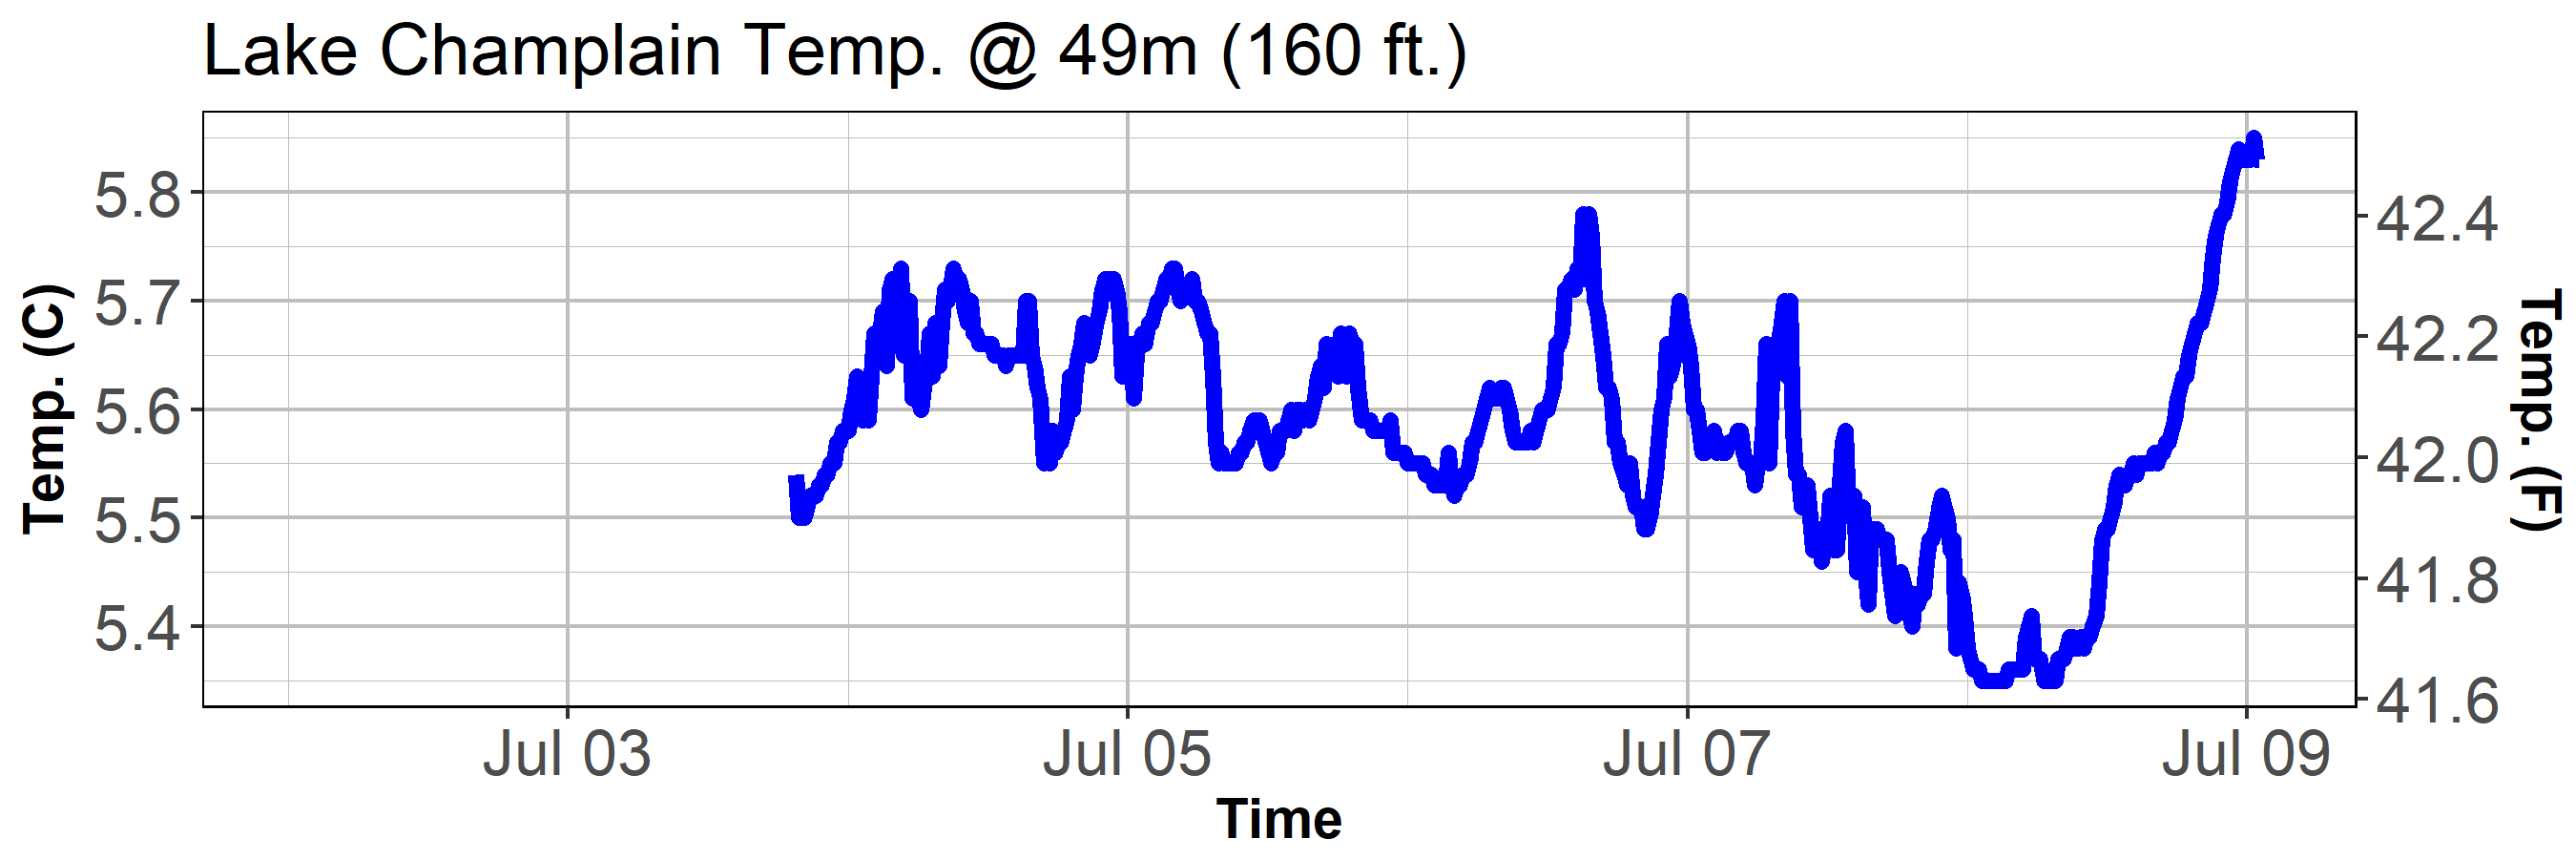 Lake Champlain Temp. @ 49m (160 ft.)
Temp. (C)
5.8
5.7
5.6
5.5
5.4
42.4
42.2
42.0
41.8
41.6
Temp. (F)
Jul 03 Jul 05 Jul 07 Jul 09
Time